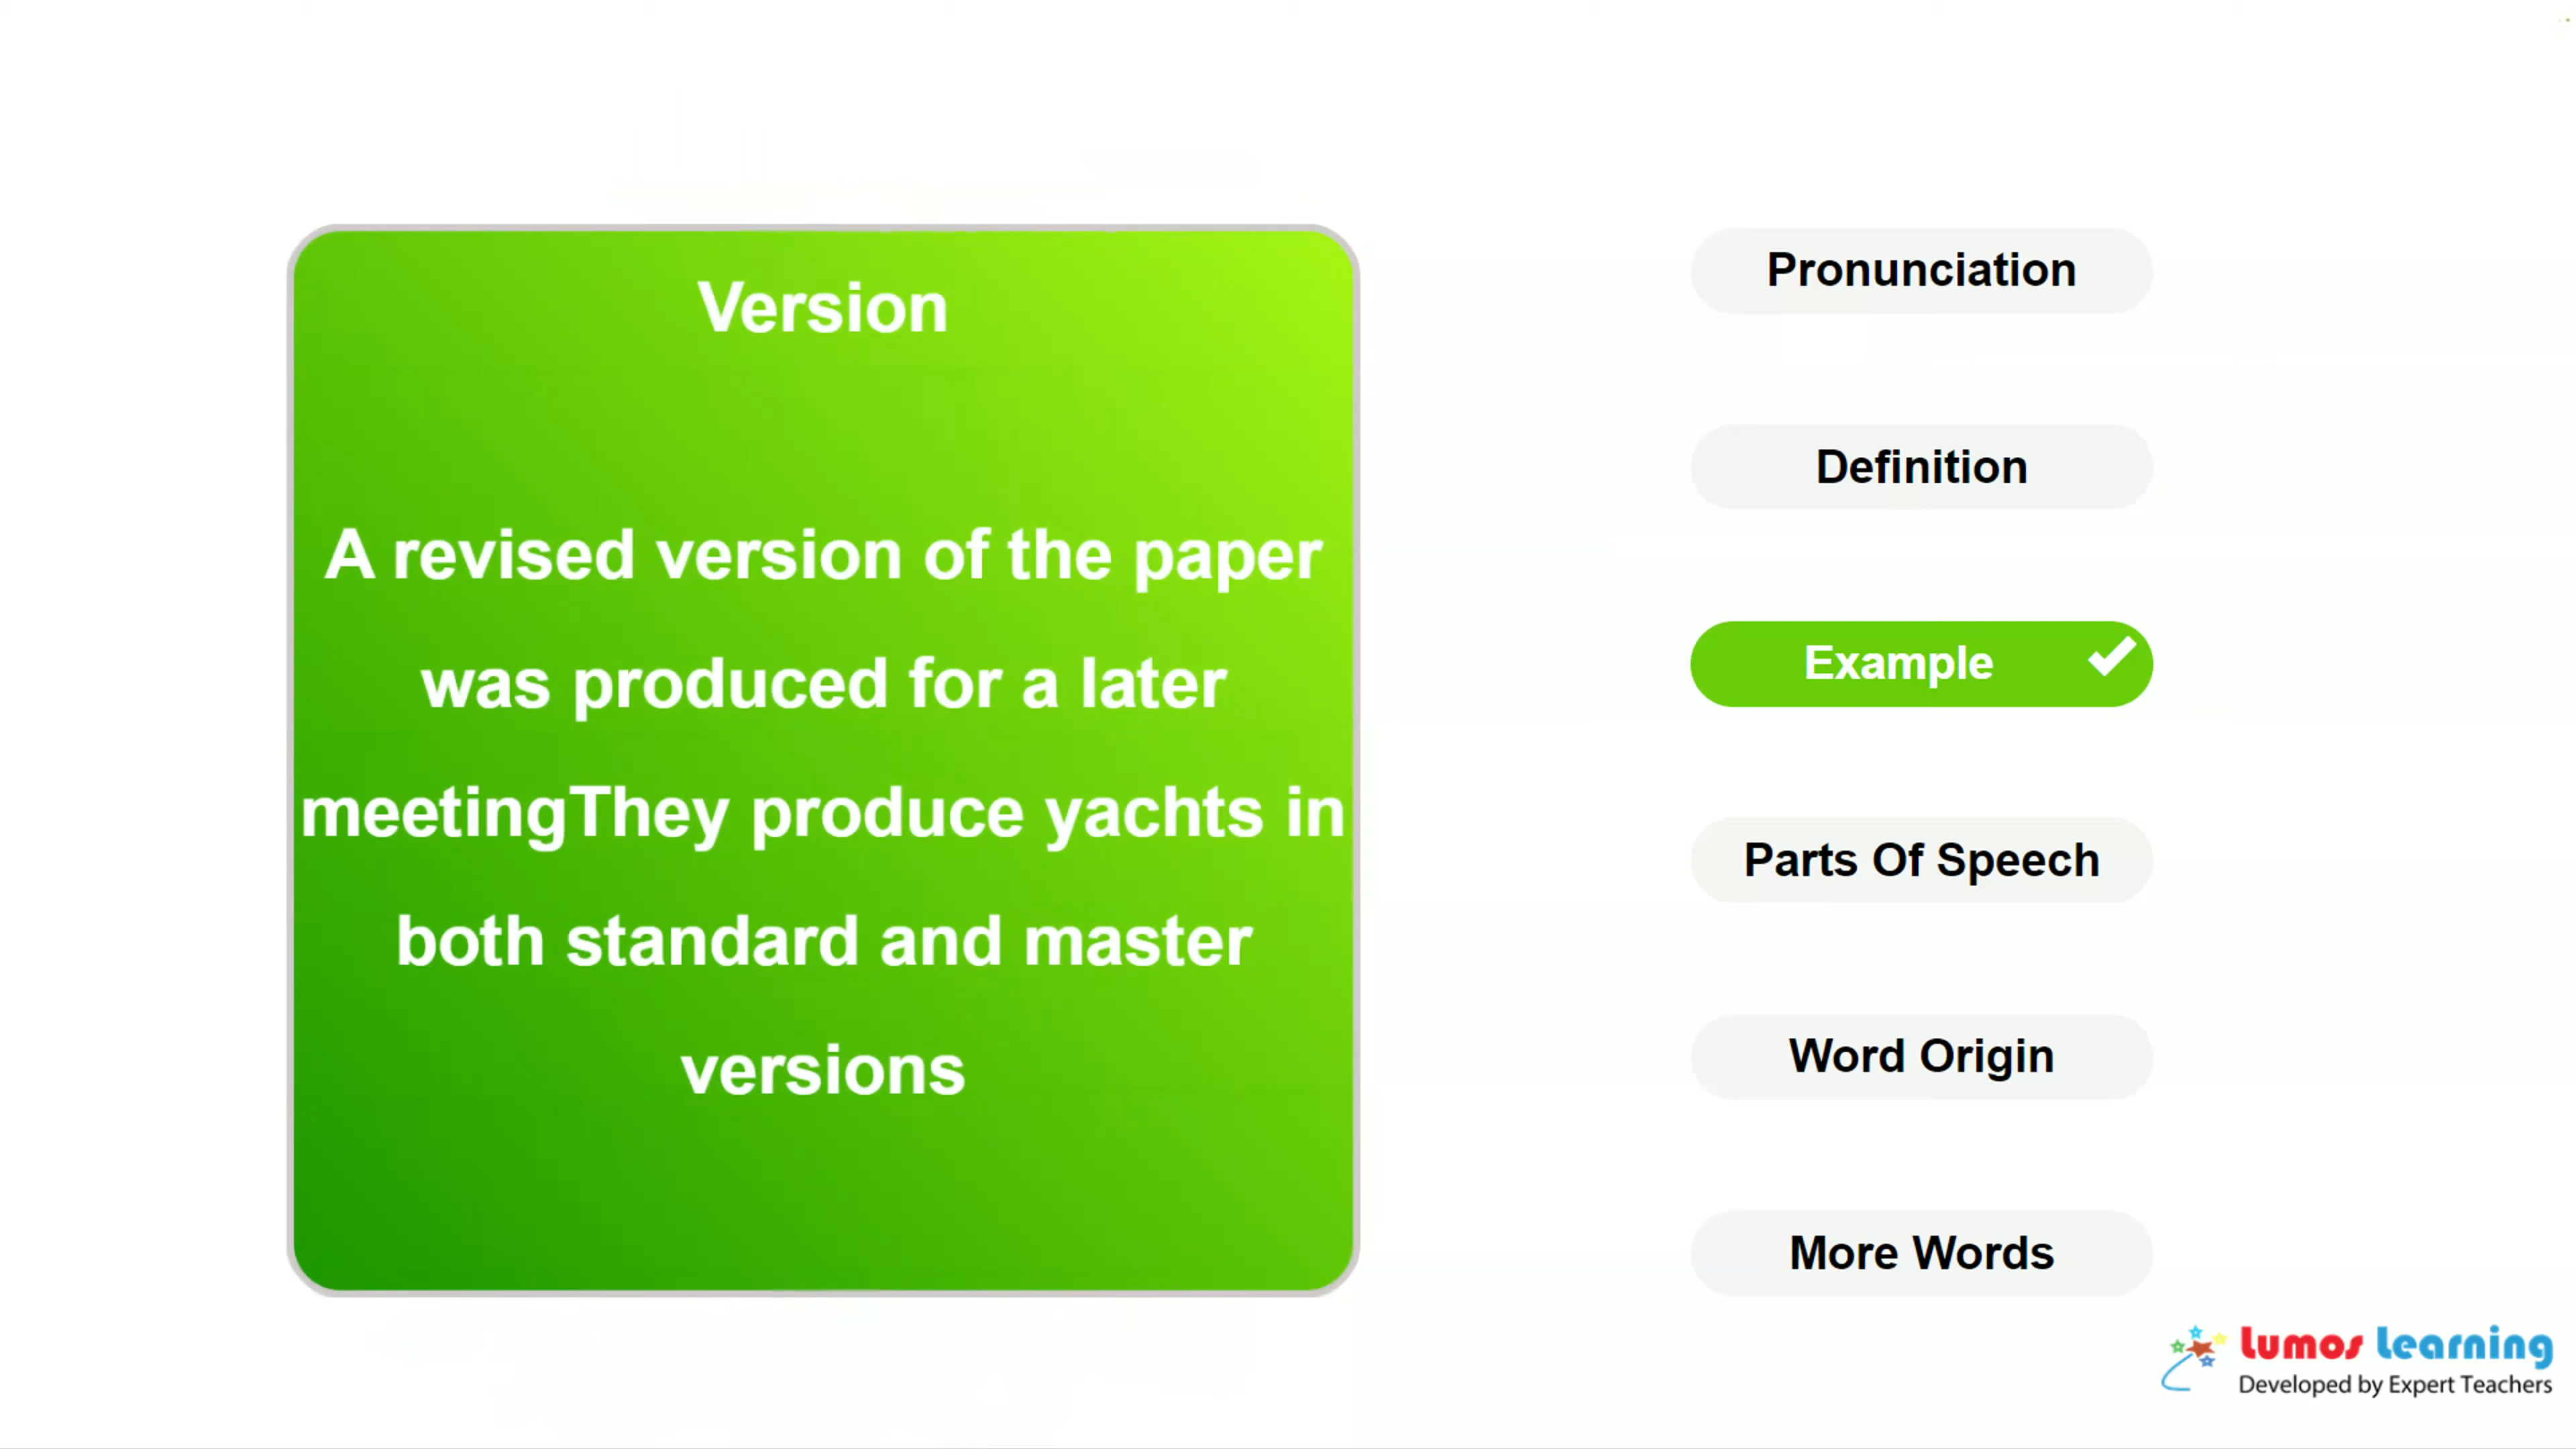 Version
A revised version of the paper
was produced for a later
meetingThey produce yachts in
both standard and master
versions
Pronunciation
Definition
Example
Parts Of Speech
Word Origin
More Words
Lumos Learning
Developed by Expert Teachers